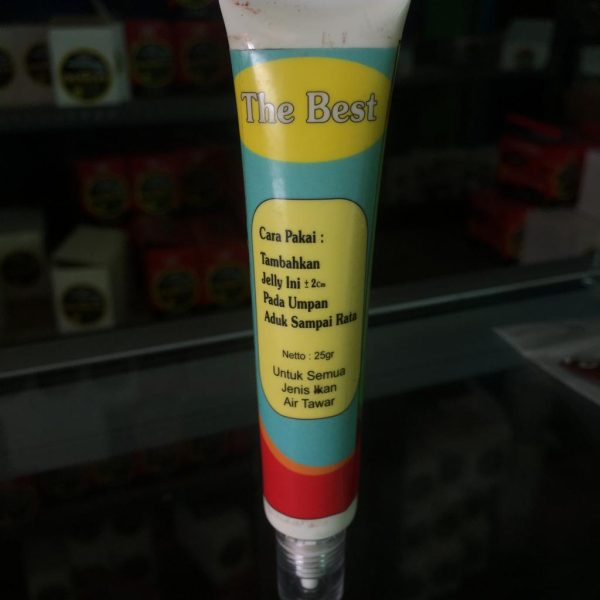 The Best
Cara Pakai :
Tambahkan
Jelly Ini ± 2Cm
Pada Umpan
Aduk Sampai Rata
Netto : 25gr
Untuk Semua
Jenis Ikan
Air Tawar